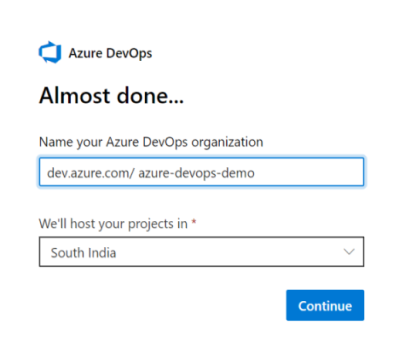 Azure DevOps
Almost done...
Name your Azure DevOps organization
dev.azure.com/ azure-devops-demo
We'll host your projects in *
South India
Continue